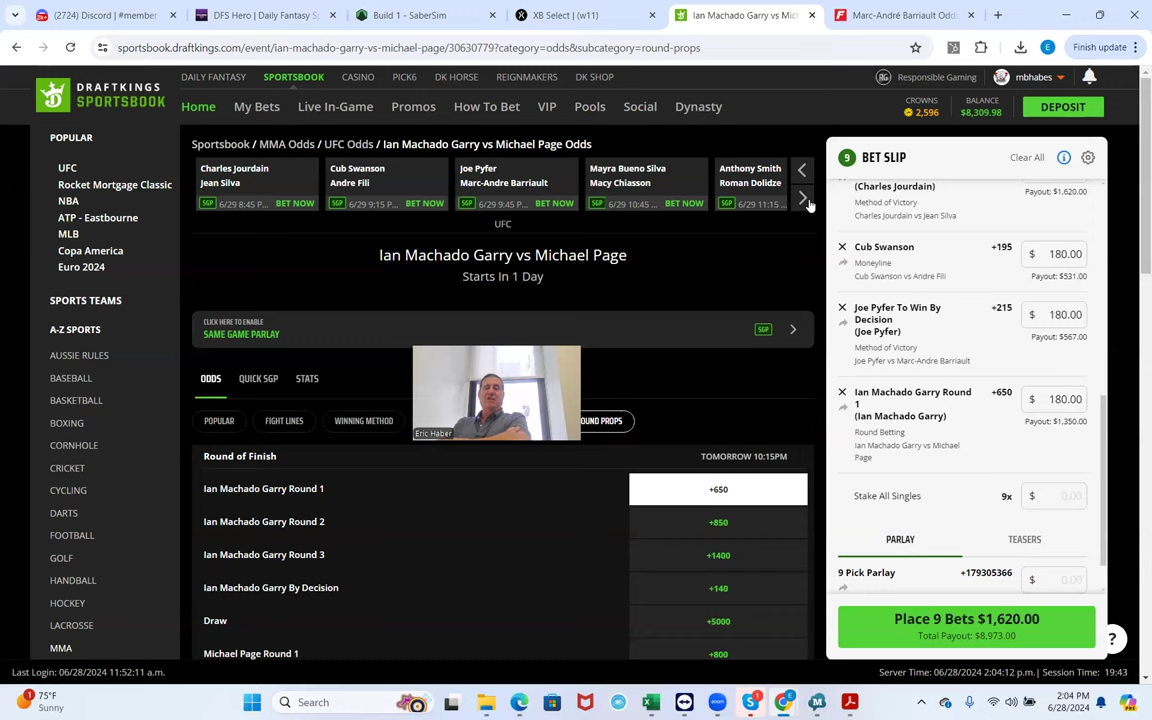 (2724) Discord | #member
DFS Hero | Daily Fantasy Sp
Build 1 - SaberSim
XB Select | (w11)
Ian Machado Garry vs Mich
Marc-André Barriault Odds
sportsbook.draftkings.com/event/ian-machado-garry-vs-michael-page/30630779?category=odds&subcategory=round-props
E
Finish update
DRAFTKINGS
SPORTSBOOK
DAILY FANTASY
SPORTSBOOK
CASINO
PICK6
DK HORSE
REIGNMAKERS
DK SHOP
RG
Responsible Gaming
mbhabes
Home
My Bets
Live In-Game
Promos
How To Bet
VIP
Pools
Social
Dynasty
CROWNS
2,596
BALANCE
$8,309.98
DEPOSIT
POPULAR
UFC
Rocket Mortgage Classic
NBA
ATP - Eastbourne
MLB
Copa America
Euro 2024
SPORTS TEAMS
A-Z SPORTS
AUSSIE RULES
BASEBALL
BASKETBALL
BOXING
CORNHOLE
CRICKET
CYCLING
DARTS
FOOTBALL
GOLF
HANDBALL
HOCKEY
LACROSSE
MMA
Sportsbook / MMA Odds / UFC Odds / Ian Machado Garry vs Michael Page Odds
Charles Jourdain
Jean Silva
SGP 6/29 8:45 P... BET NOW
Cub Swanson
Andre Fili
SGP 6/29 9:15 P... BET NOW
Joe Pyfer
Marc-Andre Barriault
SGP 6/29 9:45 P... BET NOW
Mayra Bueno Silva
Macy Chiasson
SGP 6/29 10:45 ... BET NOW
Anthony Smith
Roman Dolidze
SGP 6/29 11:15 ...
UFC
Ian Machado Garry vs Michael Page
Starts In 1 Day
CLICK HERE TO ENABLE
SAME GAME PARLAY
SGP
ODDS
QUICK SGP
STATS
POPULAR
FIGHT LINES
WINNING METHOD
OUND PROPS
Eric Haber
Round of Finish
TOMORROW 10:15PM
Ian Machado Garry Round 1
+650
Ian Machado Garry Round 2
+850
Ian Machado Garry Round 3
+1400
Ian Machado Garry By Decision
+140
Draw
+5000
Michael Page Round 1
+800
9 BET SLIP
Clear All
(Charles Jourdain)
Payout: $1,620.00
Method of Victory
Charles Jourdain vs Jean Silva
Cub Swanson
+195
$ 180.00
Moneyline
Cub Swanson vs Andre Fili
Payout: $531.00
Joe Pyfer To Win By
Decision
(Joe Pyfer)
+215
$ 180.00
Payout: $567.00
Method of Victory
Joe Pyfer vs Marc-Andre Barriault
Ian Machado Garry Round
1
(Ian Machado Garry)
+650
$ 180.00
Payout: $1,350.00
Round Betting
Ian Machado Garry vs Michael
Page
Stake All Singles
9x
$ 0.00
PARLAY
TEASERS
9 Pick Parlay
+179305366
$ 0.00
Place 9 Bets $1,620.00
Total Payout: $8,973.00
?
Last Login: 06/28/2024 11:52:11 a.m.
Server Time: 06/28/2024 2:04:12 p.m.| Session Time: 19:43
75°F
Sunny
Search
2:04 PM
6/28/2024